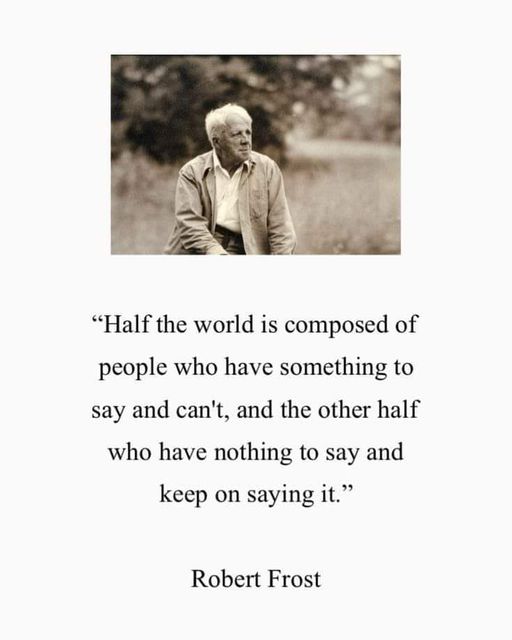 “Half the world is composed of
people who have something to
say and can't, and the other half
who have nothing to say and
keep on saying it.”
Robert Frost